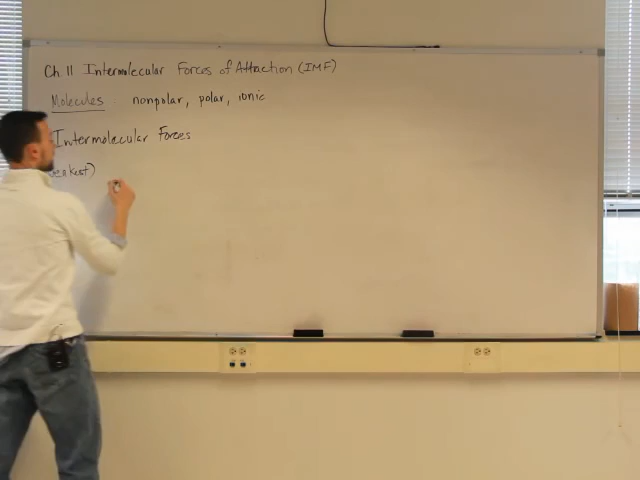 Ch 11 Intermolecular Forces of Attraction (IMF)
Molecules nonpolar, polar, ionic
Intermolecular Forces